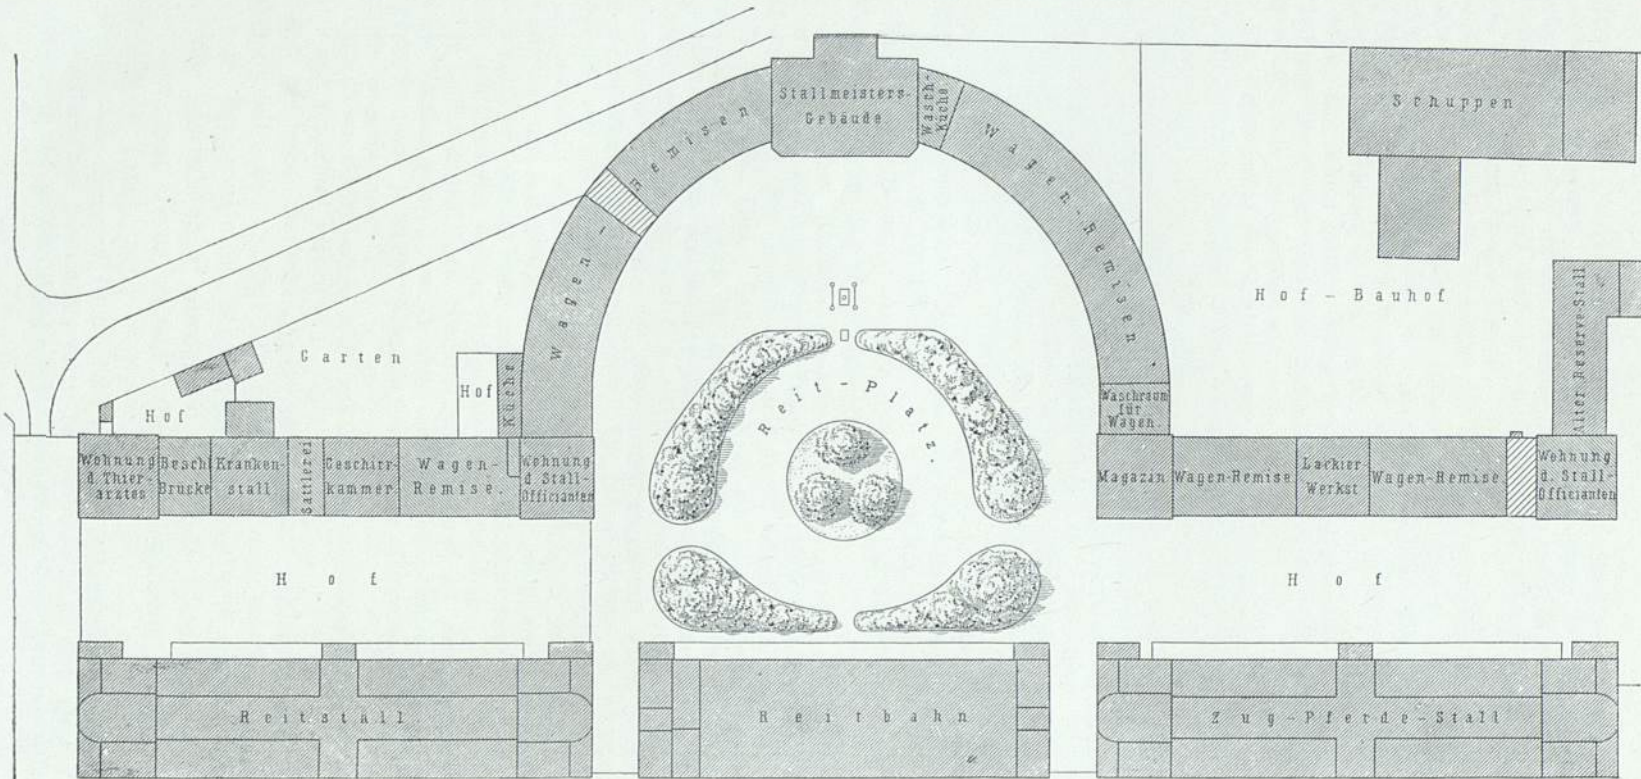 Stallmeisters-
Gebäude.
Wasch-
Küche.
Wagen-
Remisen
Wagen-Remisen
Schuppen
Hof-Bauhof
Alter Reserve-Stall
Garten
Hof
Hof
Küche
Reit-Platz.
Waschraum
für
Wagen.
Wohnung
d. Thier-
arztes
Beschl
Brücke
Kranken-
stall
Sattlerei
Geschirr-
kammer
Wagen-
Remise.
Wohnung
d. Stall-
Officianten
Magazin
Wagen-Remise
Lackier-
Werkst
Wagen-Remise
Wohnung
d. Stall-
Officianten
Hof
Hof
Reitstall.
Reitbahn
Zug-Pferde-Stall